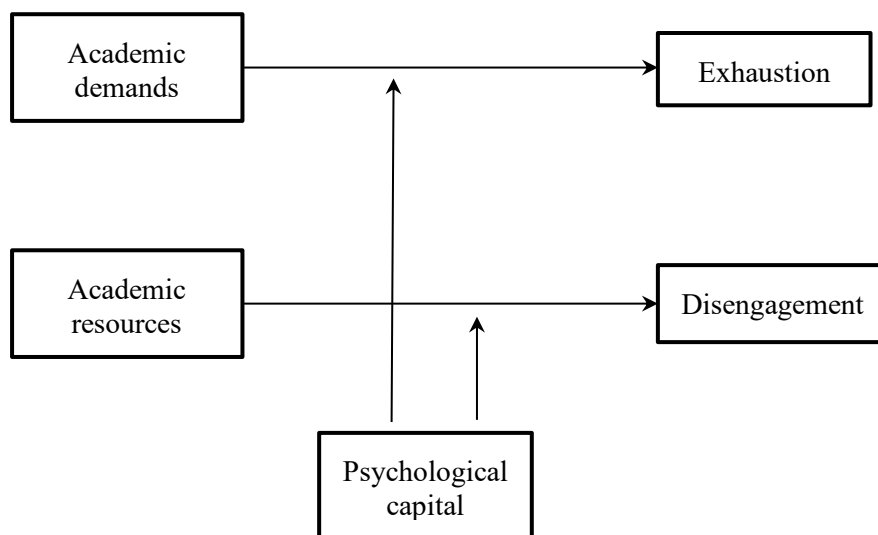 Academic
demands
Exhaustion
Academic
resources
Disengagement
Psychological
capital